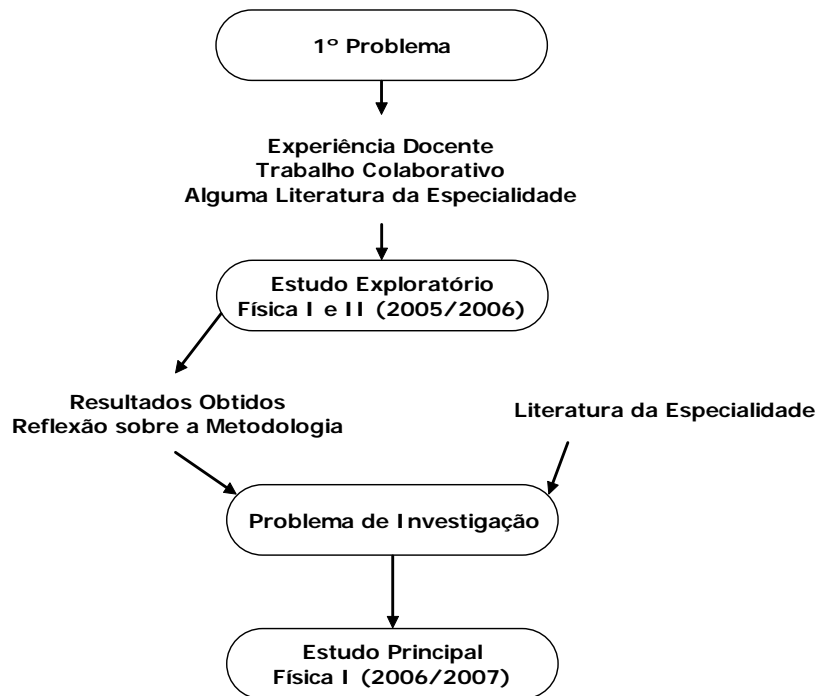 1º Problema
Experiência Docente
Trabalho Colaborativo
Alguma Literatura da Especialidade
Estudo Exploratório
Física I e II (2005/2006)
Resultados Obtidos
Reflexão sobre a Metodologia
Literatura da Especialidade
Problema de Investigação
Estudo Principal
Física I (2006/2007)